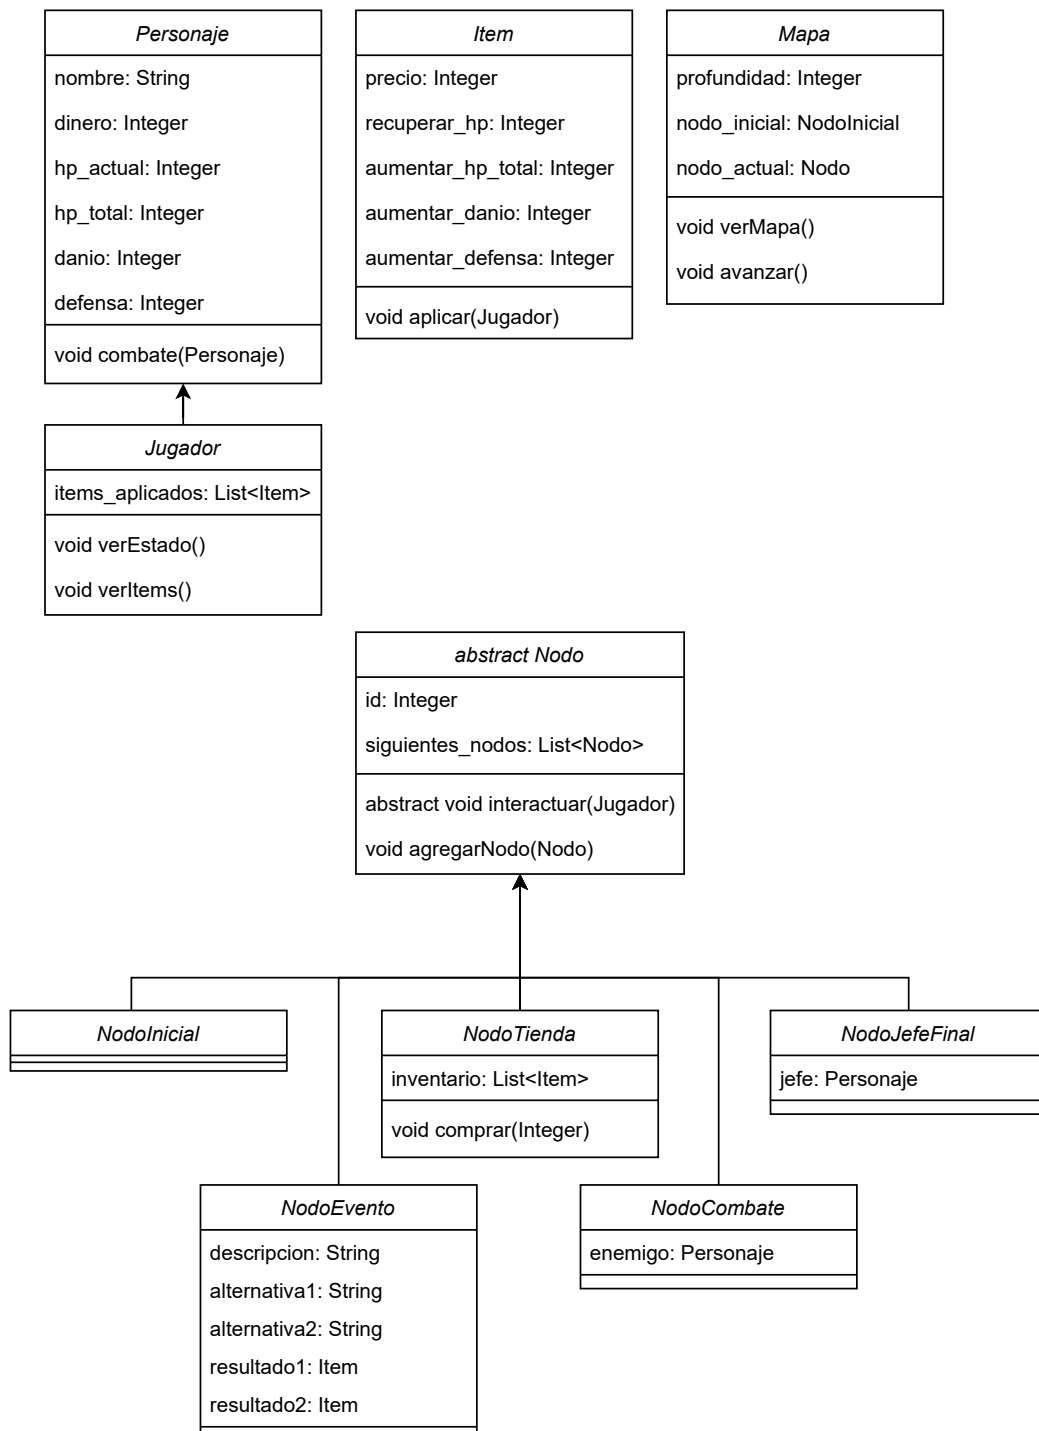 Personaje
nombre: String
dinero: Integer
hp_actual: Integer
hp_total: Integer
danio: Integer
defensa: Integer
void combate(Personaje)
Item
precio: Integer
recuperar_hp: Integer
aumentar_hp_total: Integer
aumentar_danio: Integer
aumentar_defensa: Integer
void aplicar(Jugador)
Mapa
profundidad: Integer
nodo_inicial: NodoInicial
nodo_actual: Nodo
void verMapa()
void avanzar()
Jugador
items_aplicados: List<Item>
void verEstado()
void verItems()
abstract Nodo
id: Integer
siguientes_nodos: List<Nodo>
abstract void interactuar(Jugador)
void agregarNodo(Nodo)
NodoInicial
NodoTienda
inventario: List<Item>
void comprar(Integer)
NodoJefeFinal
jefe: Personaje
NodoEvento
descripcion: String
alternativa1: String
alternativa2: String
resultado1: Item
resultado2: Item
NodoCombate
enemigo: Personaje